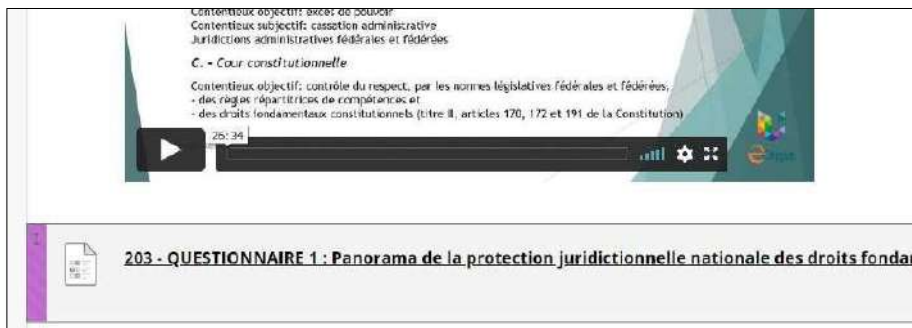 Contentieux objectif: excès de pouvoir
Contentieux subjectif: cassation administrative
Juridictions administratives fédérales et fédérées
C. - Cour constitutionnelle
Contentieux objectif: contrôle du respect, par les normes législatives fédérales et fédérées,
- des règles répartitrices de compétences et
- des droits fondamentaux constitutionnels (titre II, articles 170, 172 et 191 de la Constitution)
26:34
203 - QUESTIONNAIRE 1 : Panorama de la protection juridictionnelle nationale des droits fondar